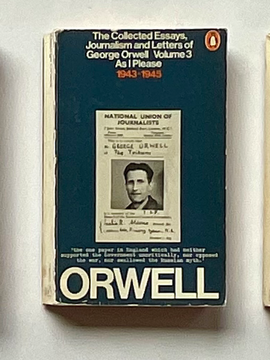 The Collected Essays,
Journalism and Letters of
George Orwell Volume 3
As I Please
1943-1945
NATIONAL UNION OF
JOURNALISTS
GEORGE ORWELL
The Tribune
'the one paper in England which had neither
supported the Government uncritically, nor opposed
the war, nor swallowed the Russian myth.'
ORWELL